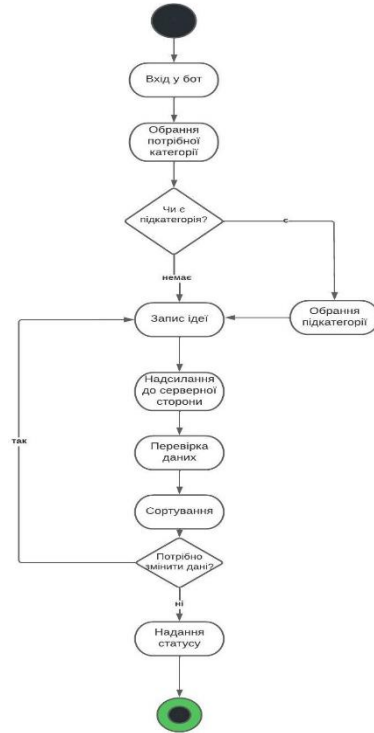 Вхід у бот
Обрання
потрібної
категорії
Чи є
підкатегорія?
є
немає
Запис ідеї
Обрання
підкатегорії
Надсилання
до серверної
сторони
так
Перевірка
даних
Сортування
Потрібно
змінити дані?
ні
Надання
статусу